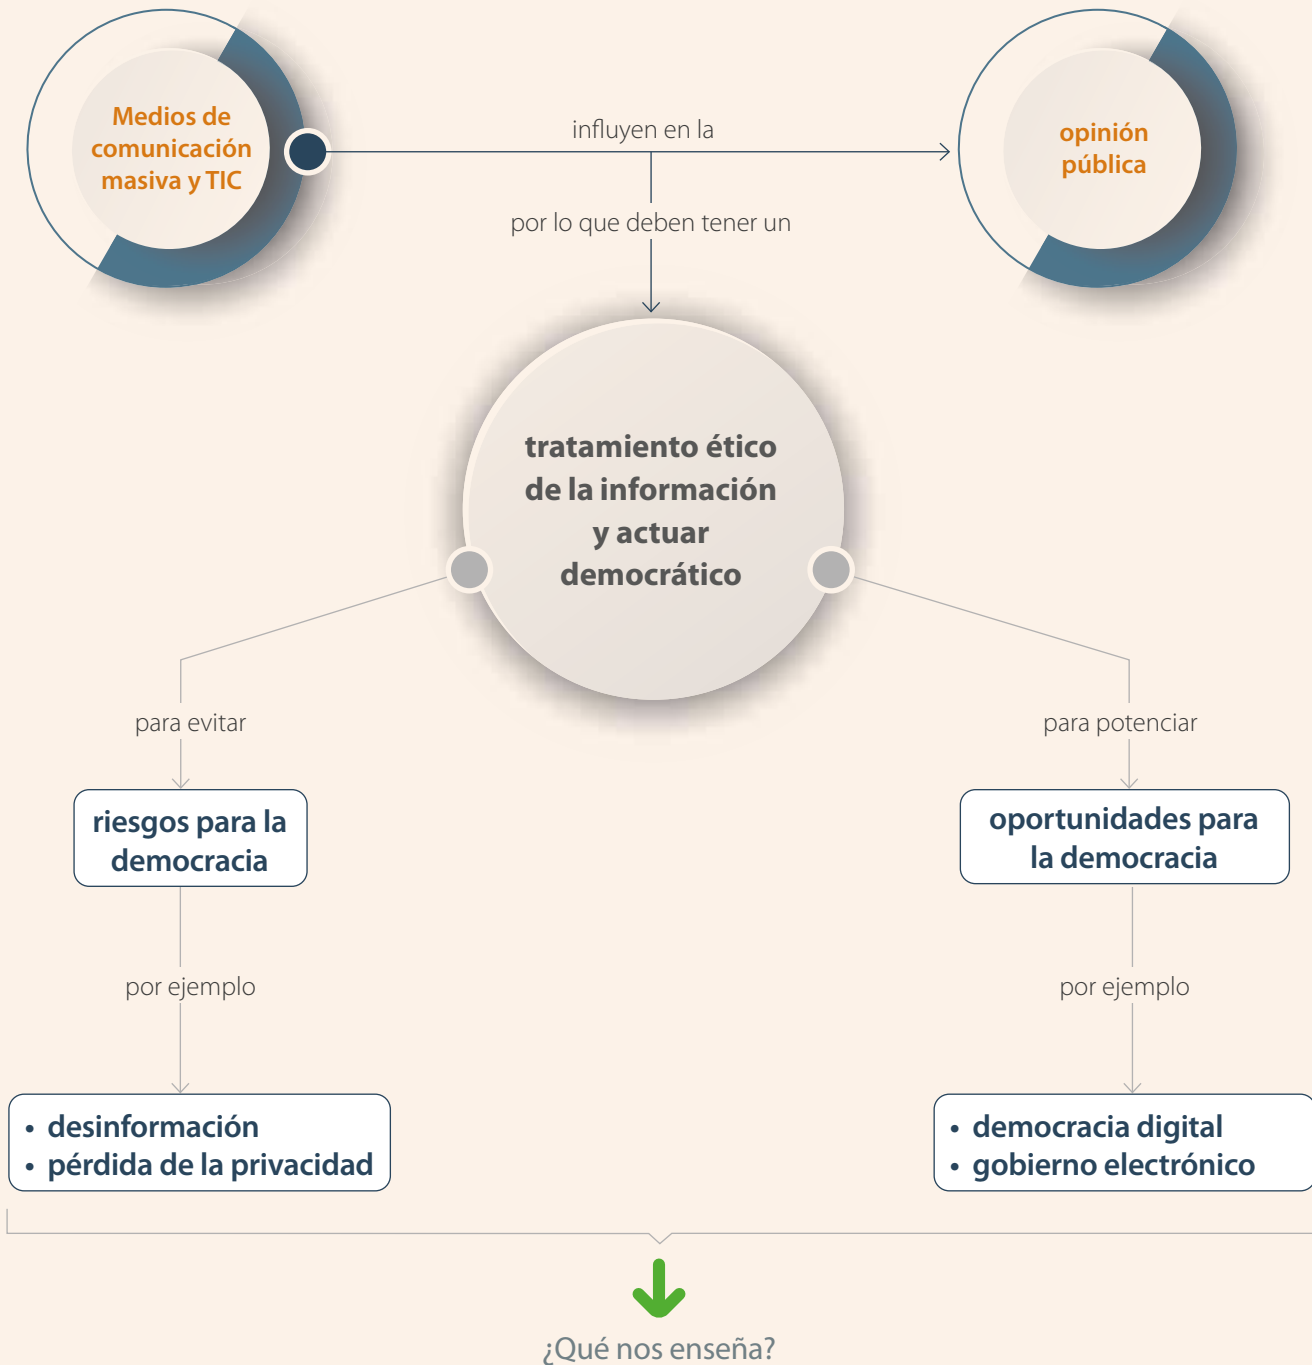 Medios de
comunicación
masiva y TIC
influyen en la
opinión
pública
por lo que deben tener un
tratamiento ético
de la información
y actuar
democrático
para evitar
para potenciar
riesgos para la
democracia
oportunidades para
la democracia
por ejemplo
por ejemplo
• desinformación
• pérdida de la privacidad
• democracia digital
• gobierno electrónico
¿Qué nos enseña?